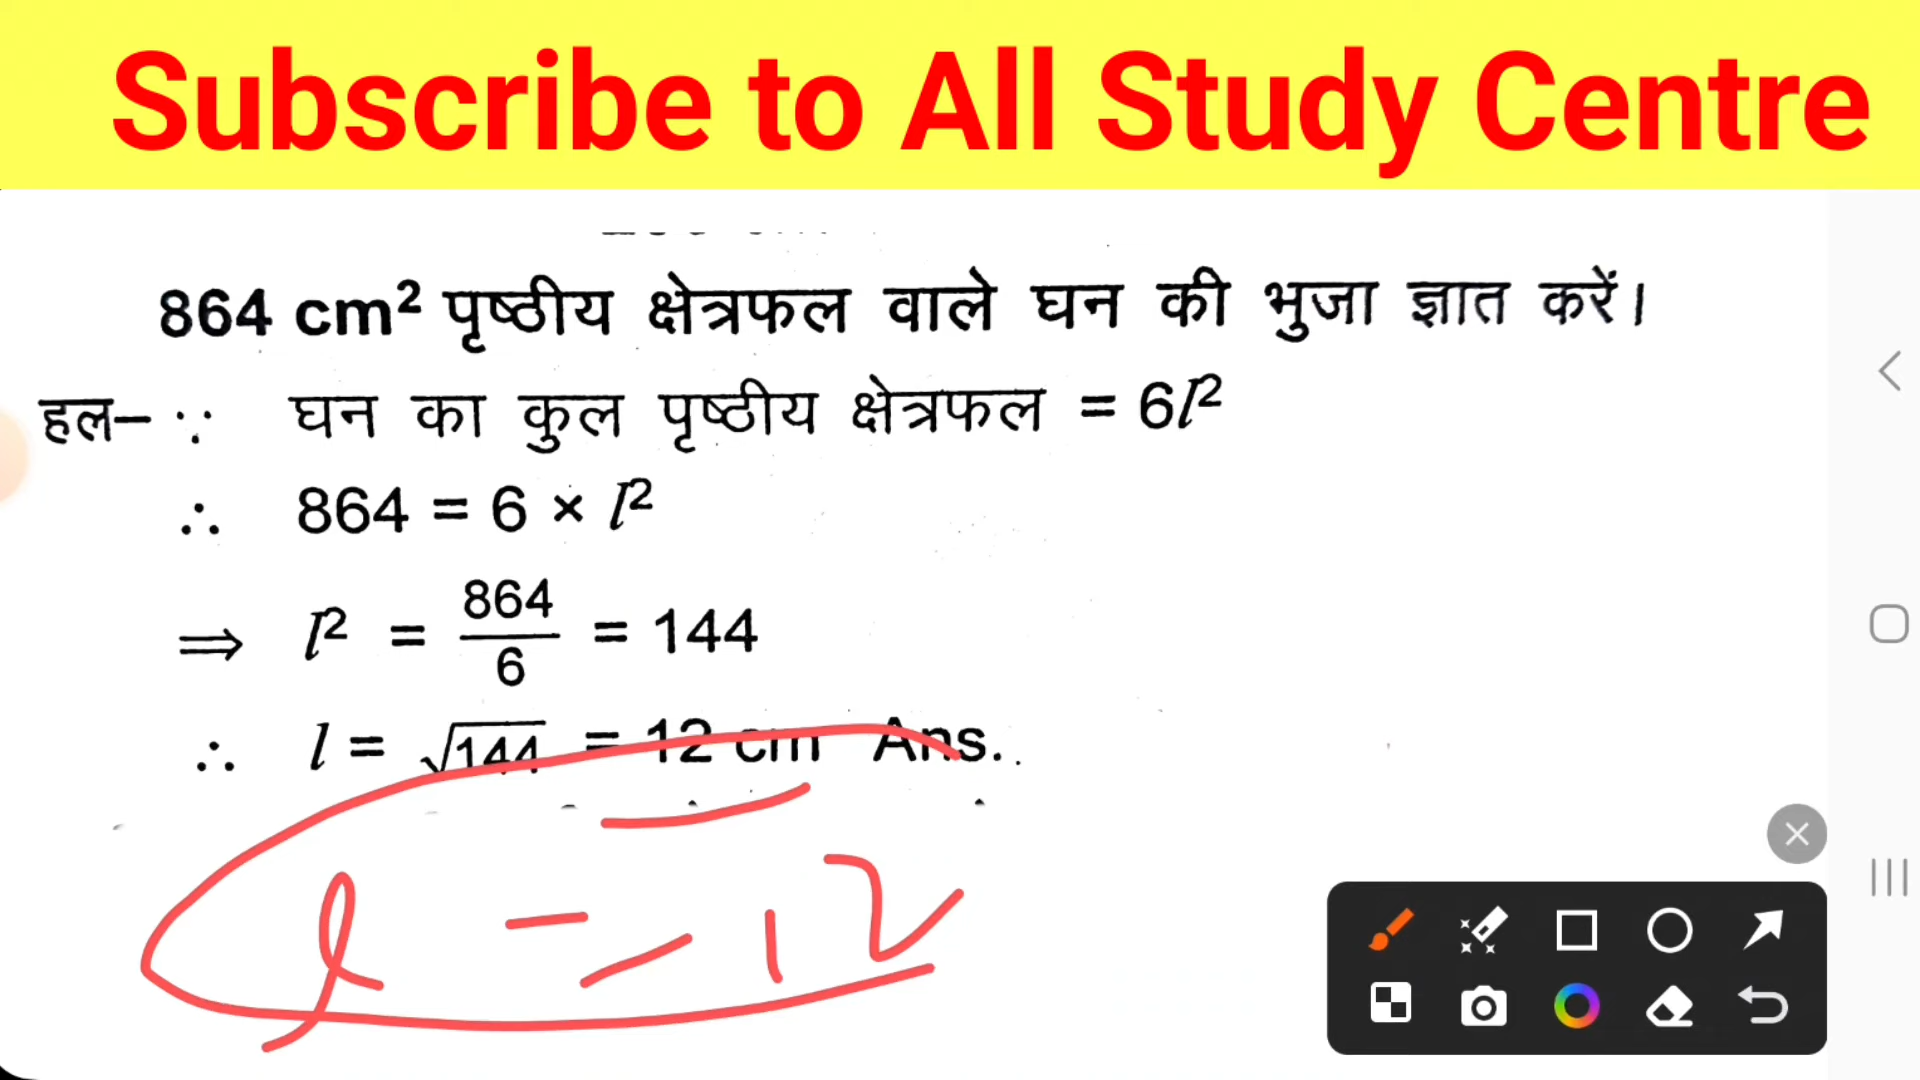 Subscribe to All Study Centre
864 cm² पृष्ठीय क्षेत्रफल वाले घन की भुजा ज्ञात करें।
हल– ∵ घन का कुल पृष्ठीय क्षेत्रफल = 6l²
∴ 864 = 6 × l²
⇒ l² = 864/6 = 144
∴ l = √144 = 12 cm Ans.
l = 12